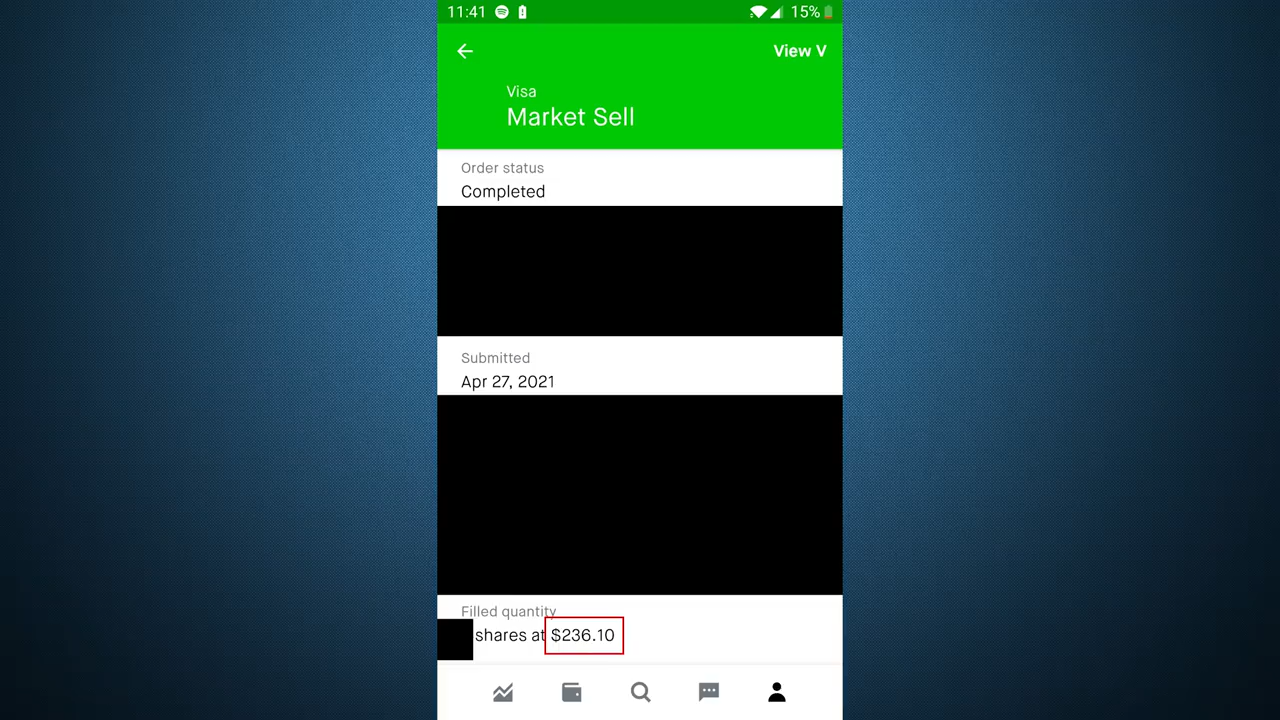 11:41 15%
View V
Visa
Market Sell
Order status
Completed
Submitted
Apr 27, 2021
Filled quantity
shares at $236.10